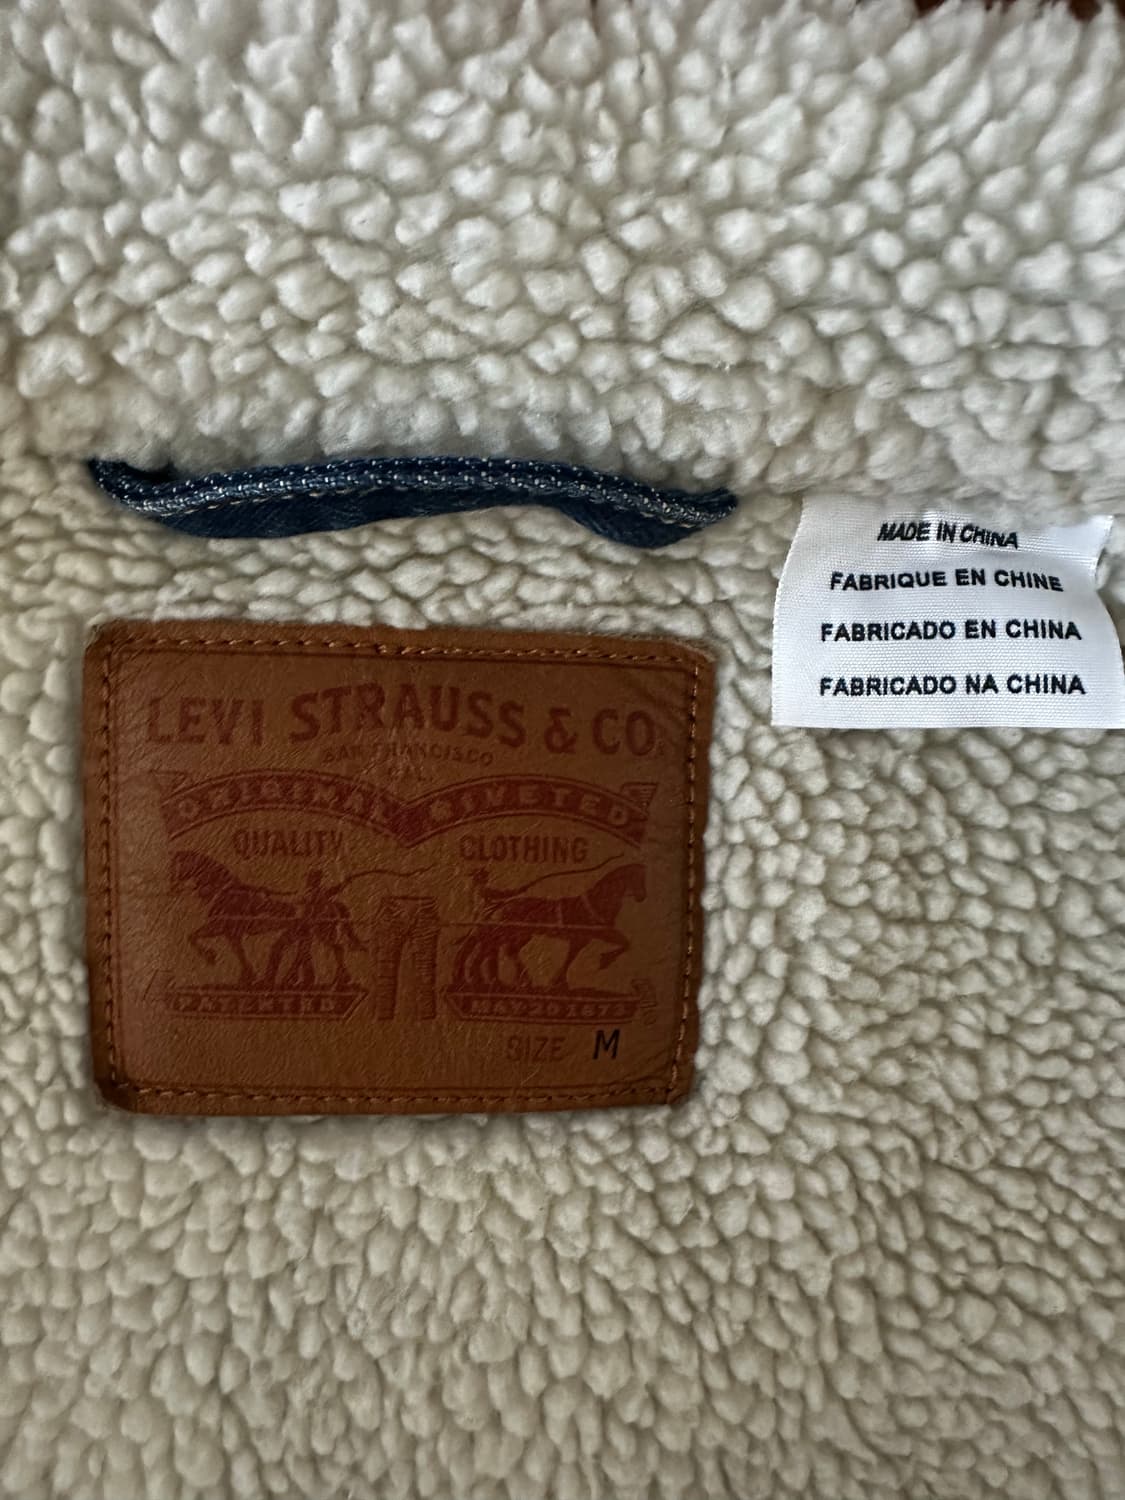 MADE IN CHINA
FABRIQUE EN CHINE
FABRICADO EN CHINA
FABRICADO NA CHINA
LEVI STRAUSS & CO.
SAN FRANCISCO
CAL.
ORIGINAL RIVETED
QUALITY CLOTHING
PATENTED MAY 20 1873
SIZE M